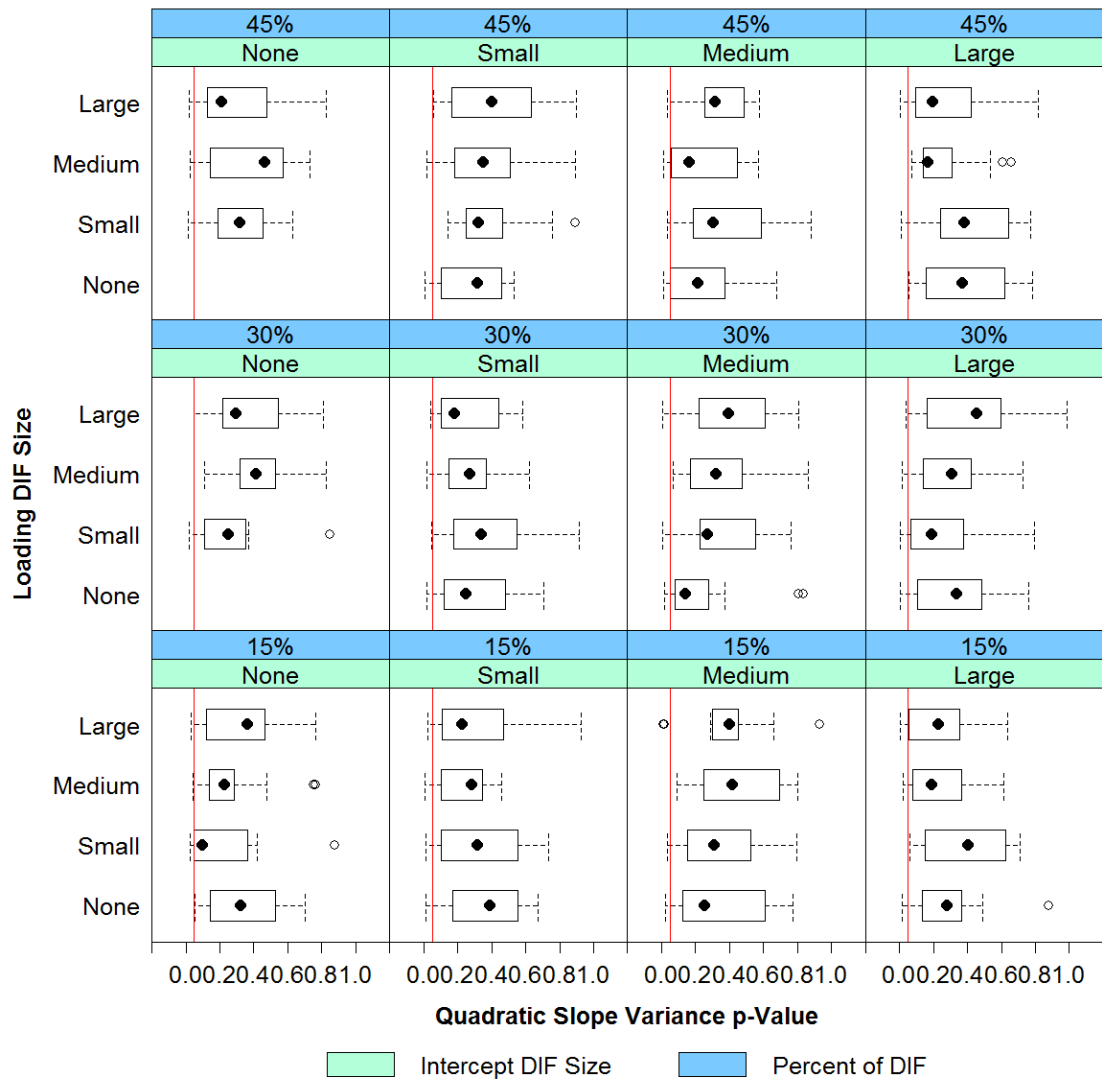 45% 45% 45% 45%
None Small Medium Large
Large
Medium
Small
None
30% 30% 30% 30%
None Small Medium Large
Large
Medium
Small
None
Loading DIF Size
15% 15% 15% 15%
None Small Medium Large
Large
Medium
Small
None
0.00.20.40.60.81.0 0.00.20.40.60.81.0 0.00.20.40.60.81.0 0.00.20.40.60.81.0
Quadratic Slope Variance p-Value
Intercept DIF Size Percent of DIF